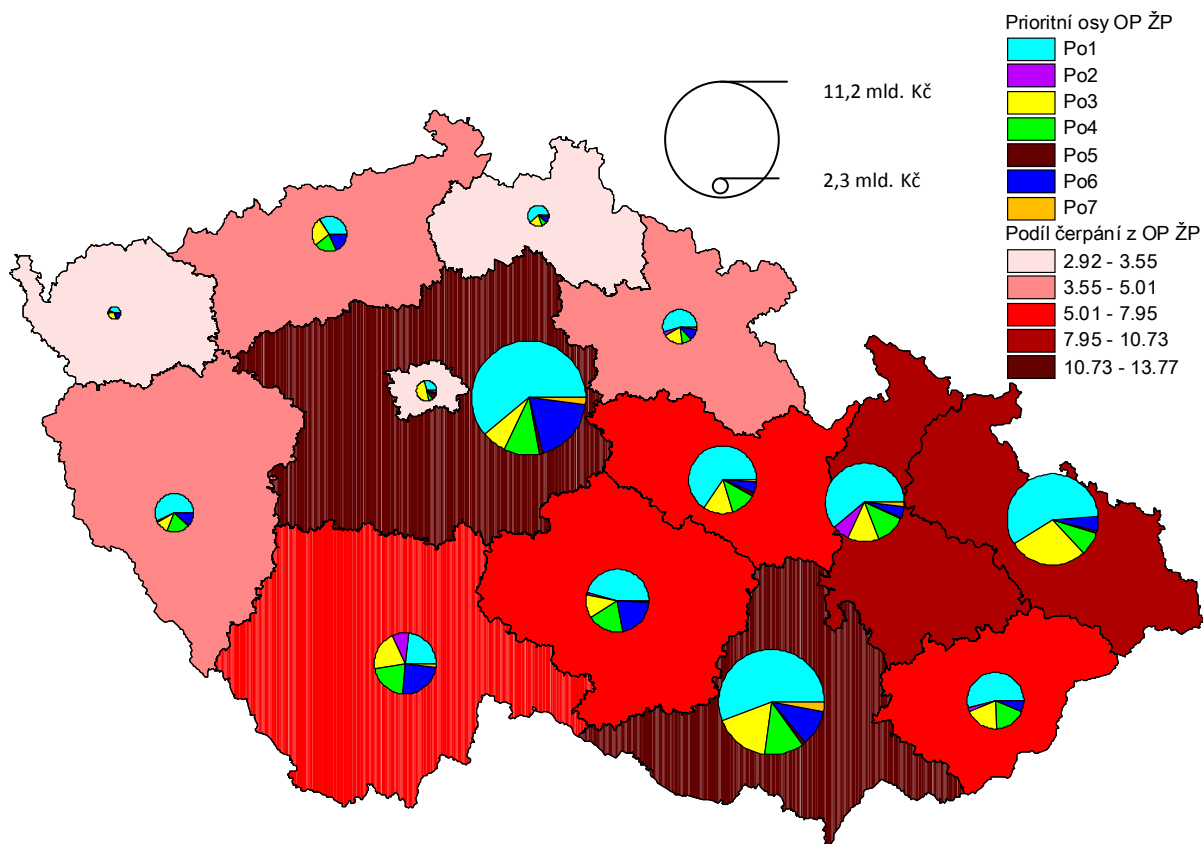 Prioritní osy OP ŽP
Po1
Po2
Po3
Po4
Po5
Po6
Po7
Podíl čerpání z OP ŽP
2.92 - 3.55
3.55 - 5.01
5.01 - 7.95
7.95 - 10.73
10.73 - 13.77
11,2 mld. Kč
2,3 mld. Kč